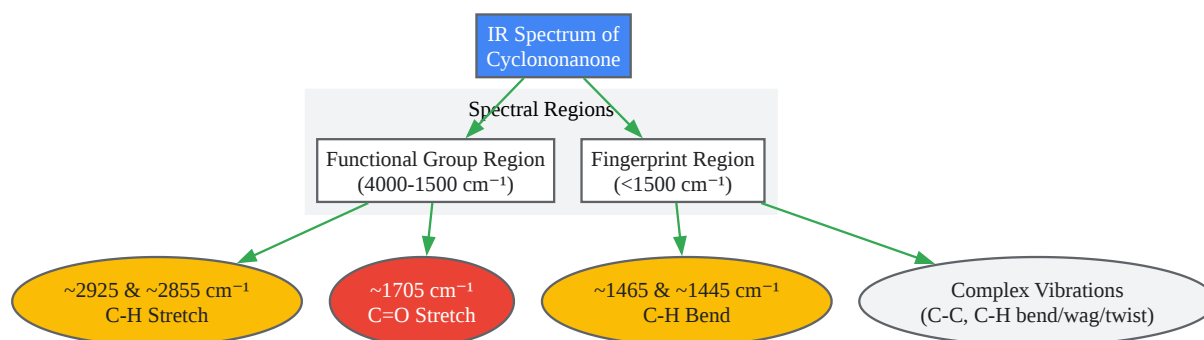 IR Spectrum of
Cyclononanone
Spectral Regions
Functional Group Region
(4000-1500 cm⁻¹)
Fingerprint Region
(<1500 cm⁻¹)
~2925 & ~2855 cm⁻¹
C-H Stretch
~1705 cm⁻¹
C=O Stretch
~1465 & ~1445 cm⁻¹
C-H Bend
Complex Vibrations
(C-C, C-H bend/wag/twist)